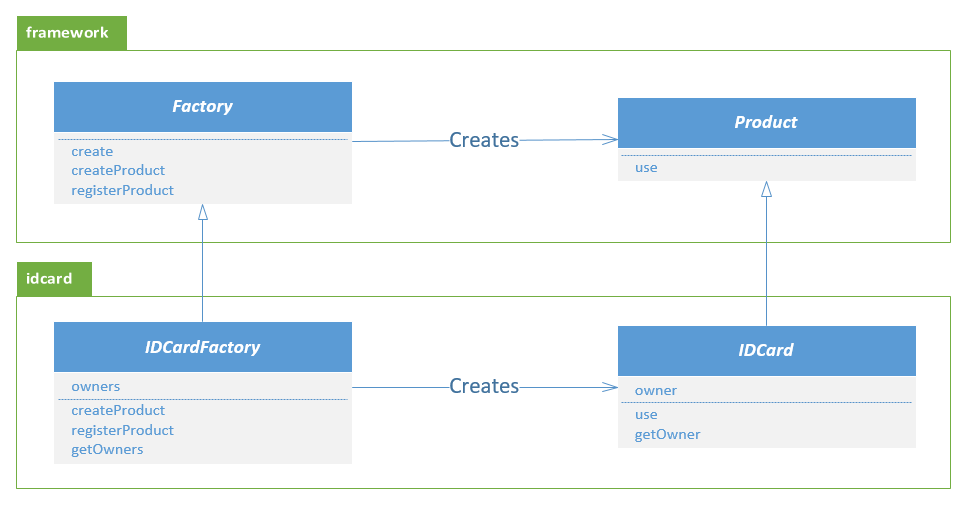 framework
Factory
create
createProduct
registerProduct
Creates
Product
use
idcard
IDCardFactory
owners
createProduct
registerProduct
getOwners
Creates
IDCard
owner
use
getOwner